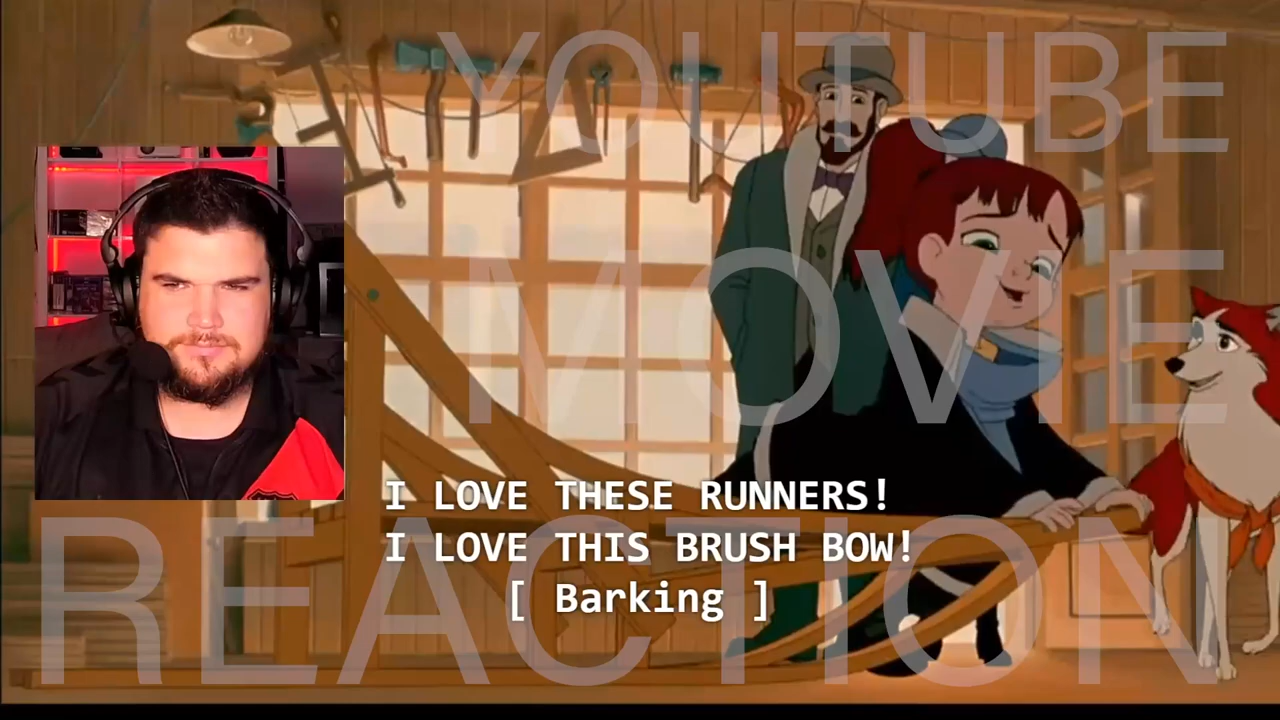 YOUTUBE
MOVIE
REACTION
I LOVE THESE RUNNERS!
I LOVE THIS BRUSH BOW!
[ Barking ]